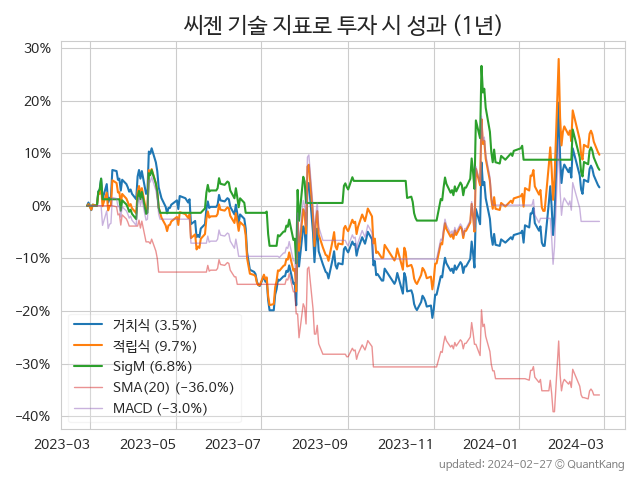 씨젠 기술 지표로 투자 시 성과 (1년)
30%
20%
10%
0%
−10%
−20%
−30%
−40%
거치식 (3.5%)
적립식 (9.7%)
SigM (6.8%)
SMA(20) (−36.0%)
MACD (−3.0%)
2023-03 2023-05 2023-07 2023-09 2023-11 2024-01 2024-03
updated: 2024-02-27 © QuantKang